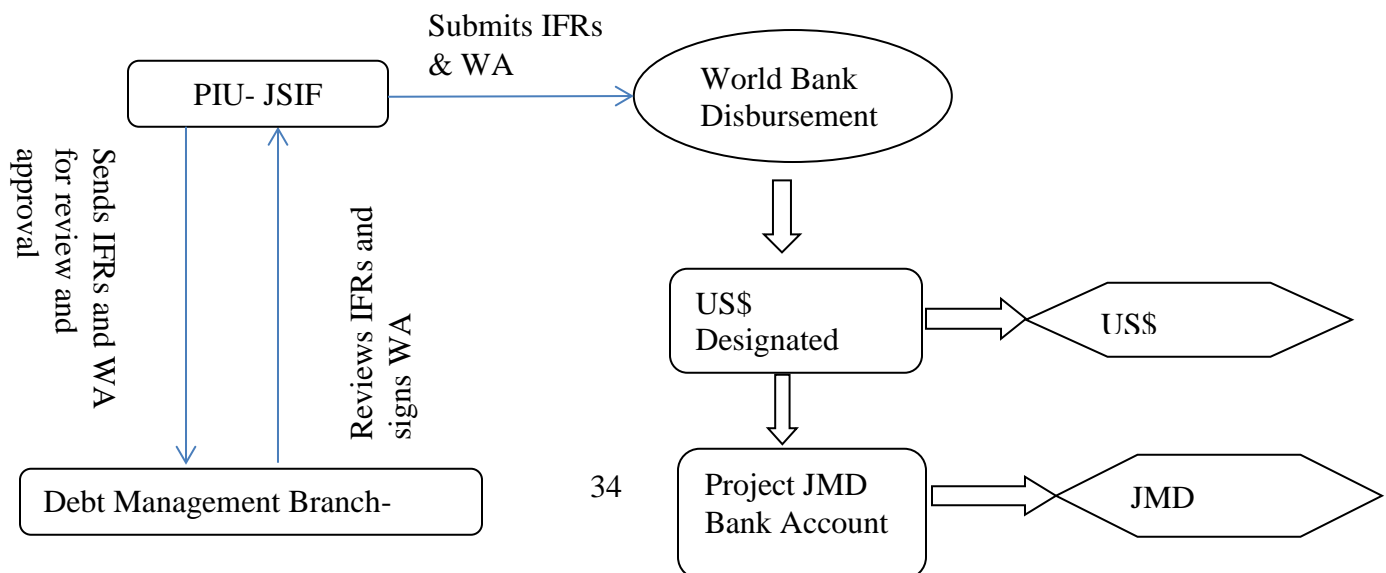 Submits IFRs
& WA
PIU- JSIF
World Bank
Disbursement
Sends IFRs and WA
for review and
approval
Reviews IFRs and
signs WA
US$
Designated
US$
Debt Management Branch-
34
Project JMD
Bank Account
JMD